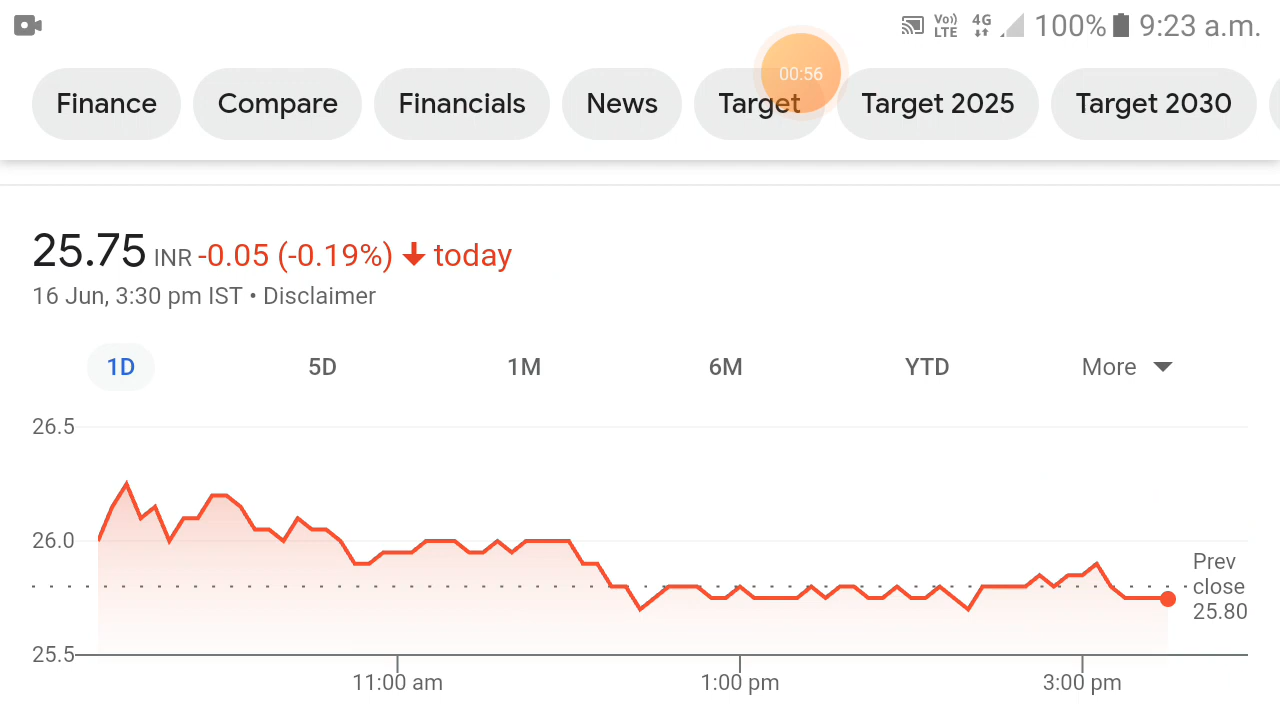 Vo)) LTE 4G 100% 9:23 a.m.
00:56
Finance Compare Financials News Target Target 2025 Target 2030
25.75 INR -0.05 (-0.19%) today
16 Jun, 3:30 pm IST • Disclaimer
1D 5D 1M 6M YTD More
26.5
26.0
Prev
close
25.80
25.5
11:00 am 1:00 pm 3:00 pm